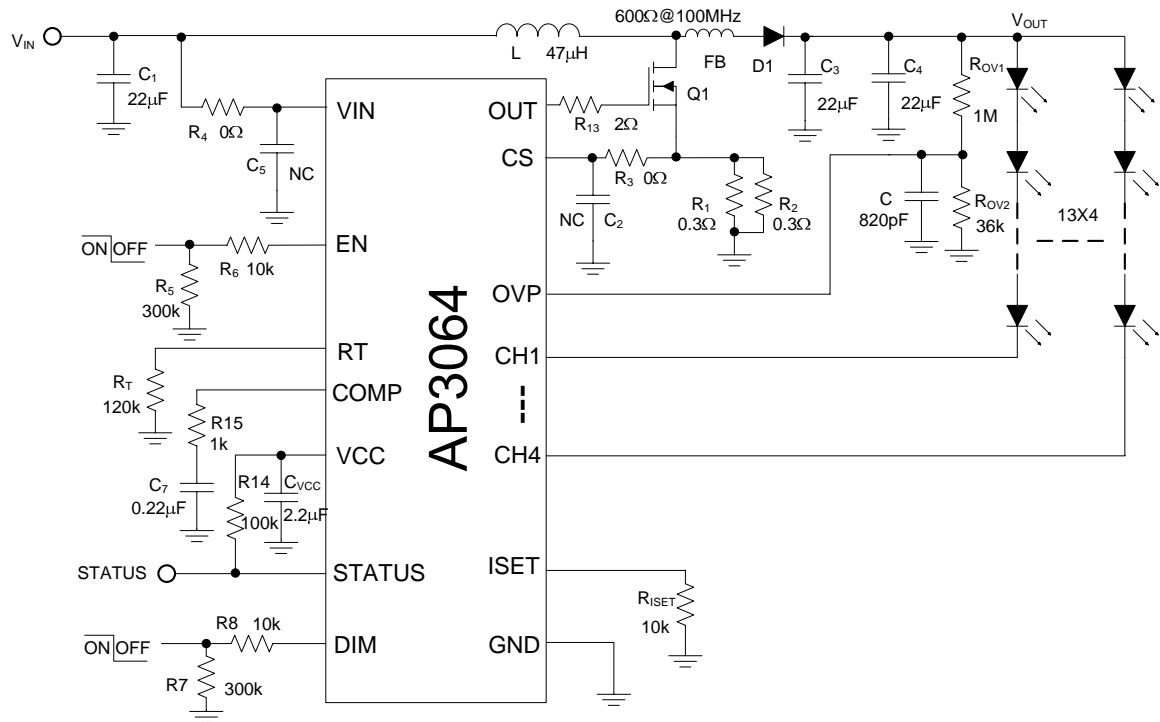 600Ω@100MHz
VIN
L 47μH
FB
D1
VOUT
C1
22μF
C3
22μF
C4
22μF
ROV1
1M
Q1
R4 0Ω
VIN
OUT
R13 2Ω
C5 NC
CS
R3 0Ω
NC C2
R1
0.3Ω
R2
0.3Ω
C
820pF
ROV2
36k
13X4
ON OFF
R6 10k
EN
R5
300k
OVP
RT
CH1
RT
120k
COMP
R15
1k
AP3064
VCC
CH4
R14
100k
CVCC
2.2μF
C7
0.22μF
STATUS
STATUS
ISET
RISET
10k
R8 10k
ON OFF
DIM
GND
R7 300k